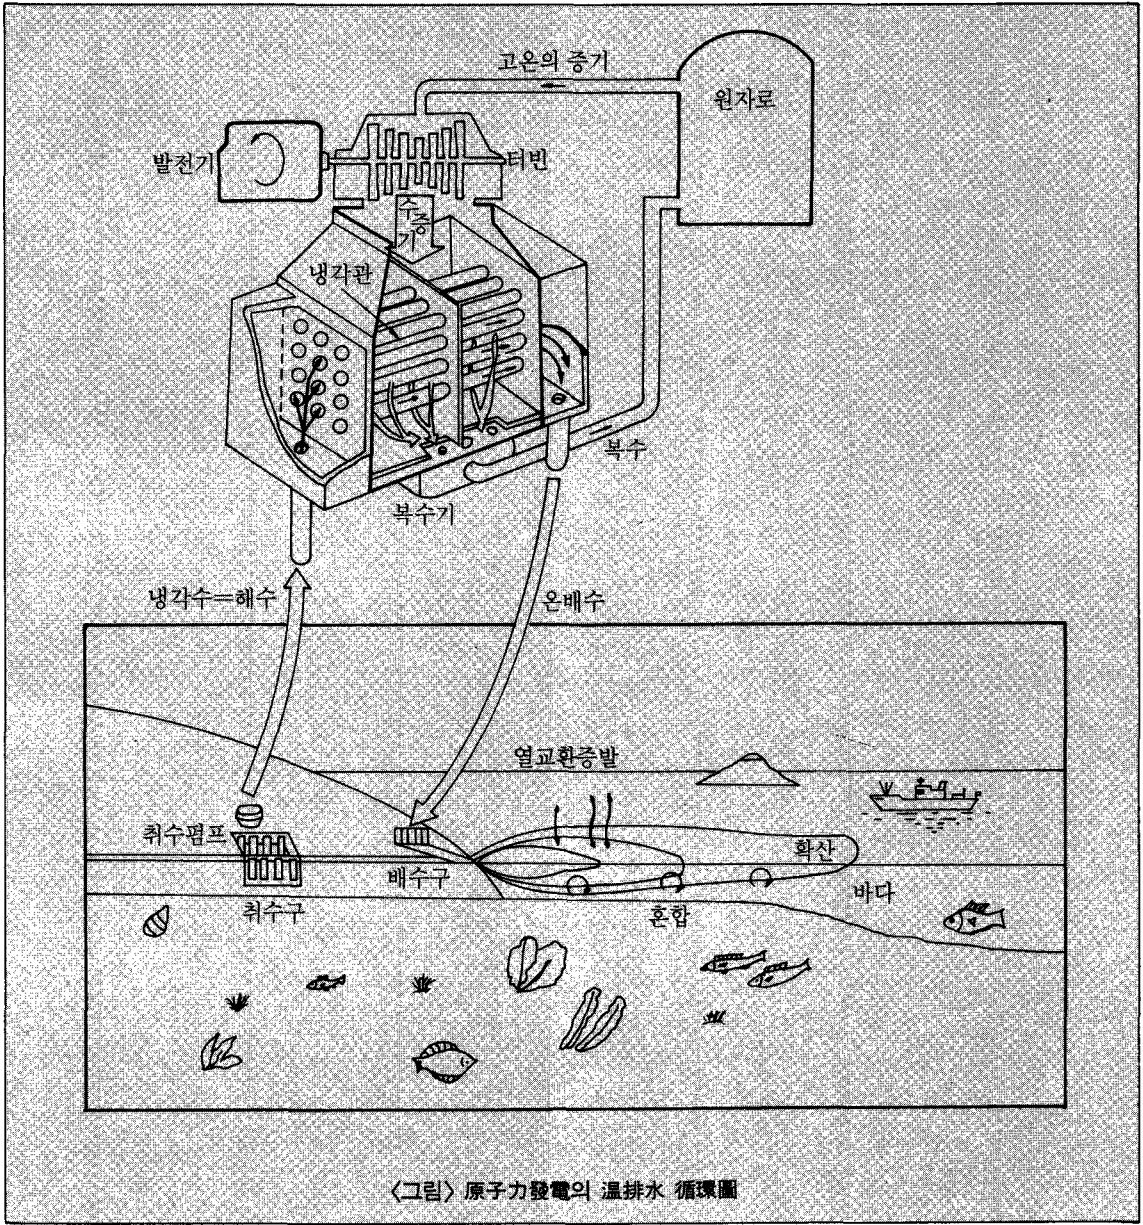 고온의 증기
원자로
발전기
터빈
수증기
냉각관
복수
복수기
냉각수=해수
온배수
열교환증발
취수펌프
확산
배수구
바다
취수구
혼합
〈그림〉 原子力發電의 溫排水 循環圖